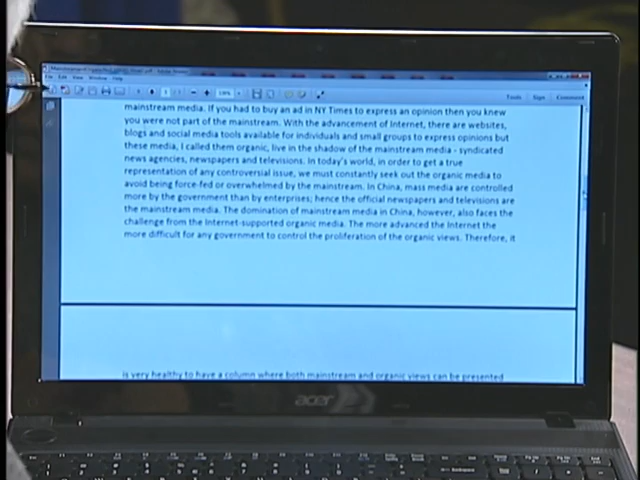 File Edit View Window Help
Tools Sign Comment
mainstream media. If you had to buy an ad in NY Times to express an opinion then you knew
you were not part of the mainstream. With the advancement of Internet, there are websites,
blogs and social media tools available for individuals and small groups to express opinions but
these media, I called them organic, live in the shadow of the mainstream media - syndicated
news agencies, newspapers and televisions. In today's world, in order to get a true
representation of any controversial issue, we must constantly seek out the organic media to
avoid being force-fed or overwhelmed by the mainstream. In China, mass media are controlled
more by the government than by enterprises; hence the official newspapers and televisions are
the mainstream media. The domination of mainstream media in China, however, also faces the
challenge from the Internet-supported organic media. The more advanced the Internet the
more difficult for any government to control the proliferation of the organic views. Therefore, it
is very healthy to have a column where both mainstream and organic views can be presented
acer